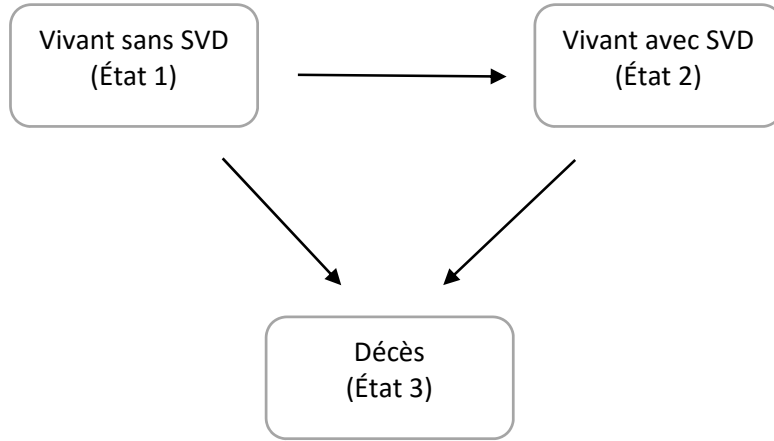 Vivant sans SVD
(État 1)
Vivant avec SVD
(État 2)
Décès
(État 3)